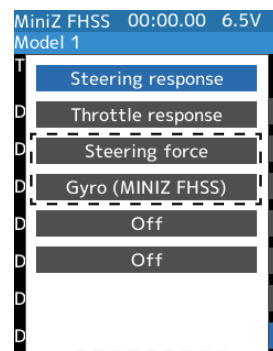 MiniZ FHSS 00:00.00 6.5V
Model 1
T
Steering response
D Throttle response
D Steering force
D Gyro (MINIZ FHSS)
D Off
D Off
D
D